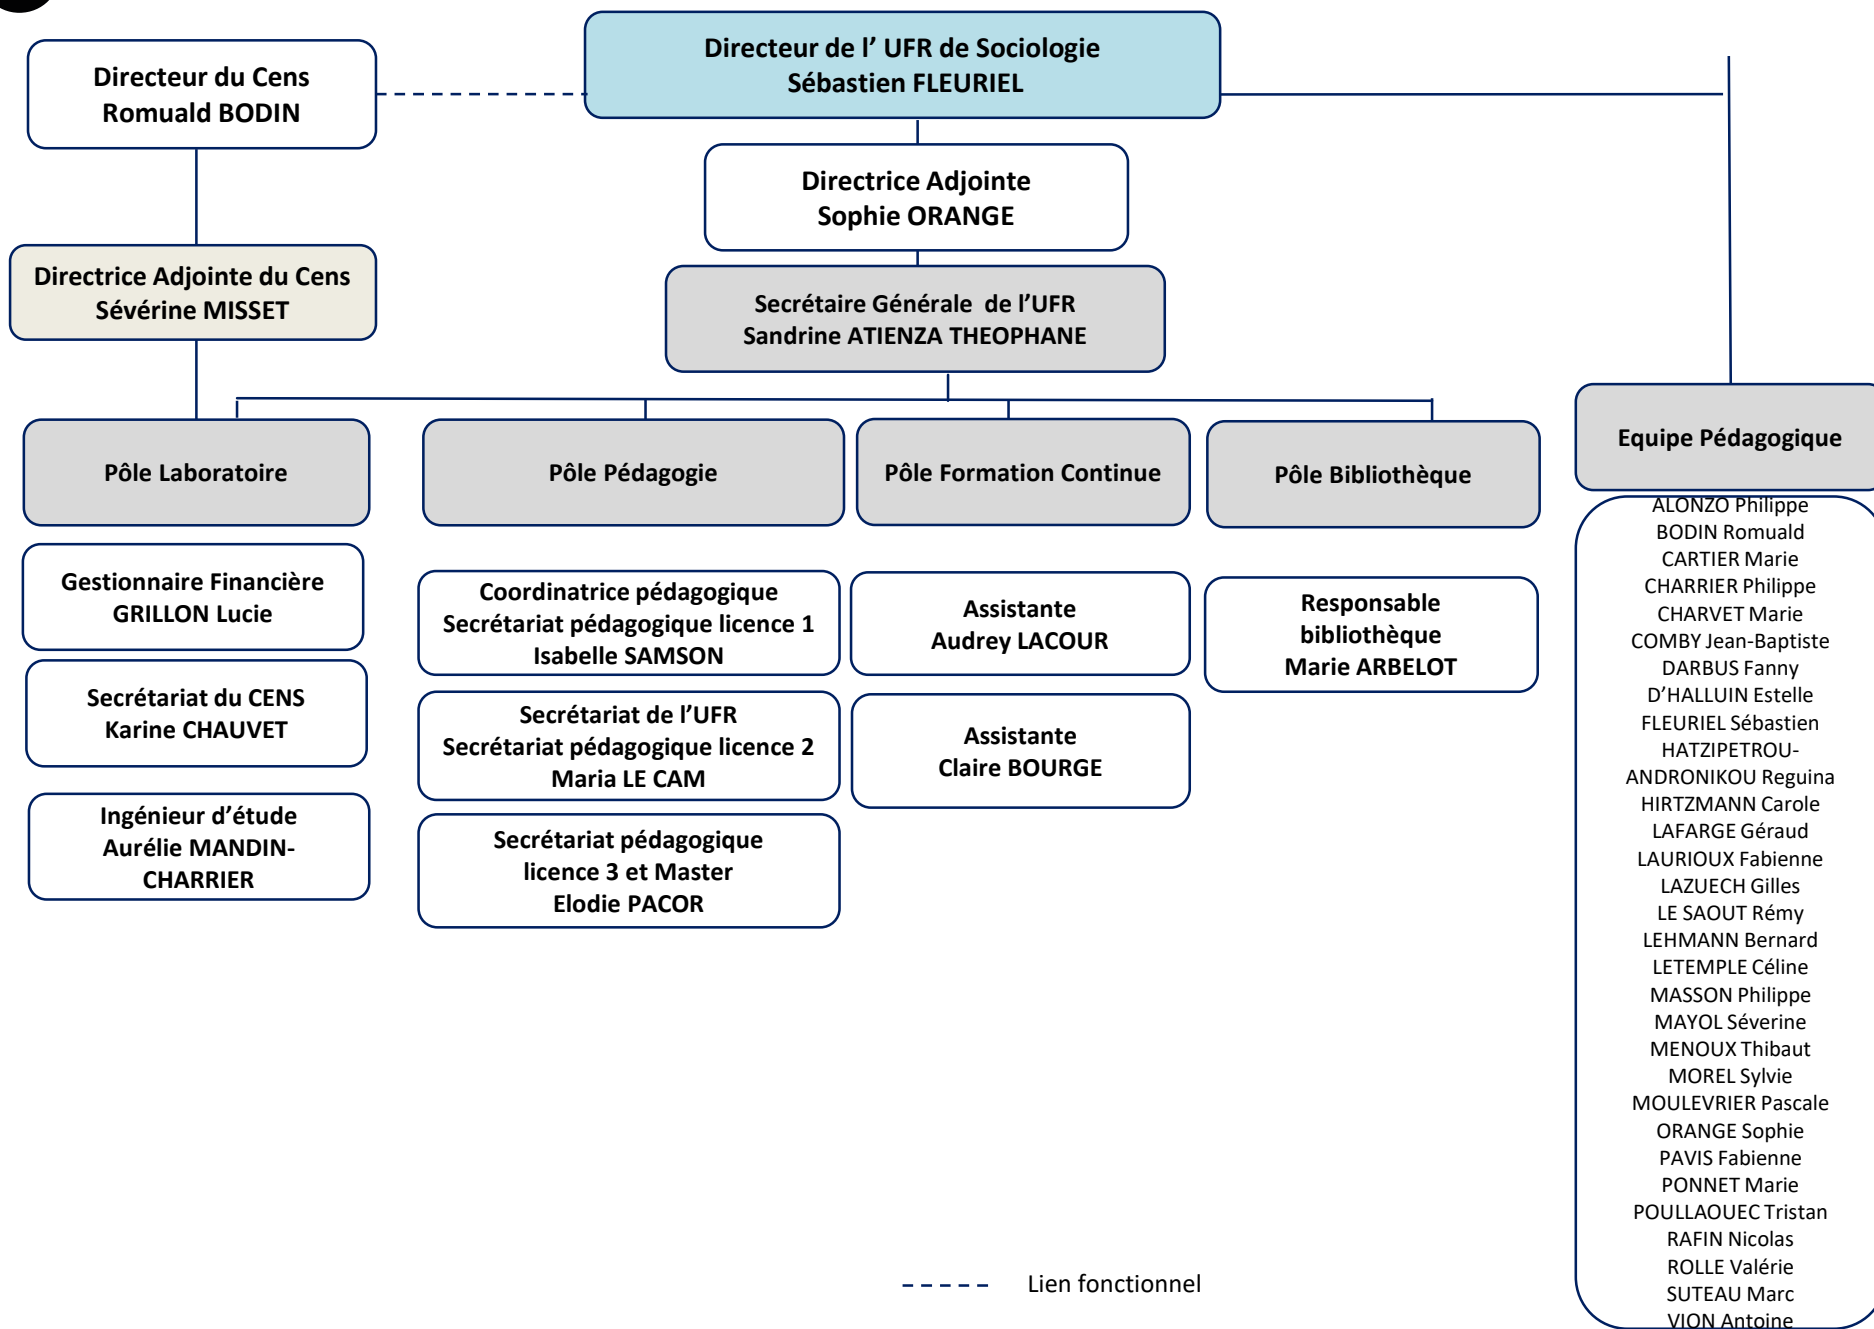 Directeur de l’ UFR de Sociologie
Sébastien FLEURIEL
Directeur du Cens
Romuald BODIN
Directrice Adjointe
Sophie ORANGE
Directrice Adjointe du Cens
Sévérine MISSET
Secrétaire Générale de l’UFR
Sandrine ATIENZA THEOPHANE
Pôle Laboratoire
Gestionnaire Financière
GRILLON Lucie
Secrétariat du CENS
Karine CHAUVET
Ingénieur d’étude
Aurélie MANDIN-
CHARRIER
Pôle Pédagogie
Coordinatrice pédagogique
Secrétariat pédagogique licence 1
Isabelle SAMSON
Secrétariat de l’UFR
Secrétariat pédagogique licence 2
Maria LE CAM
Secrétariat pédagogique
licence 3 et Master
Elodie PACOR
Pôle Formation Continue
Assistante
Audrey LACOUR
Assistante
Claire BOURGE
Pôle Bibliothèque
Responsable
bibliothèque
Marie ARBELOT
Equipe Pédagogique
ALONZO Philippe
BODIN Romuald
CARTIER Marie
CHARRIER Philippe
CHARVET Marie
COMBY Jean-Baptiste
DARBUS Fanny
D’HALLUIN Estelle
FLEURIEL Sébastien
HATZIPETROU-
ANDRONIKOU Reguina
HIRTZMANN Carole
LAFARGE Géraud
LAURIOUX Fabienne
LAZUECH Gilles
LE SAOUT Rémy
LEHMANN Bernard
LETEMPLE Céline
MASSON Philippe
MAYOL Séverine
MENOUX Thibaut
MOREL Sylvie
MOULEVRIER Pascale
ORANGE Sophie
PAVIS Fabienne
PONNET Marie
POULLAOUEC Tristan
RAFIN Nicolas
ROLLE Valérie
SUTEAU Marc
VION Antoine
Lien fonctionnel